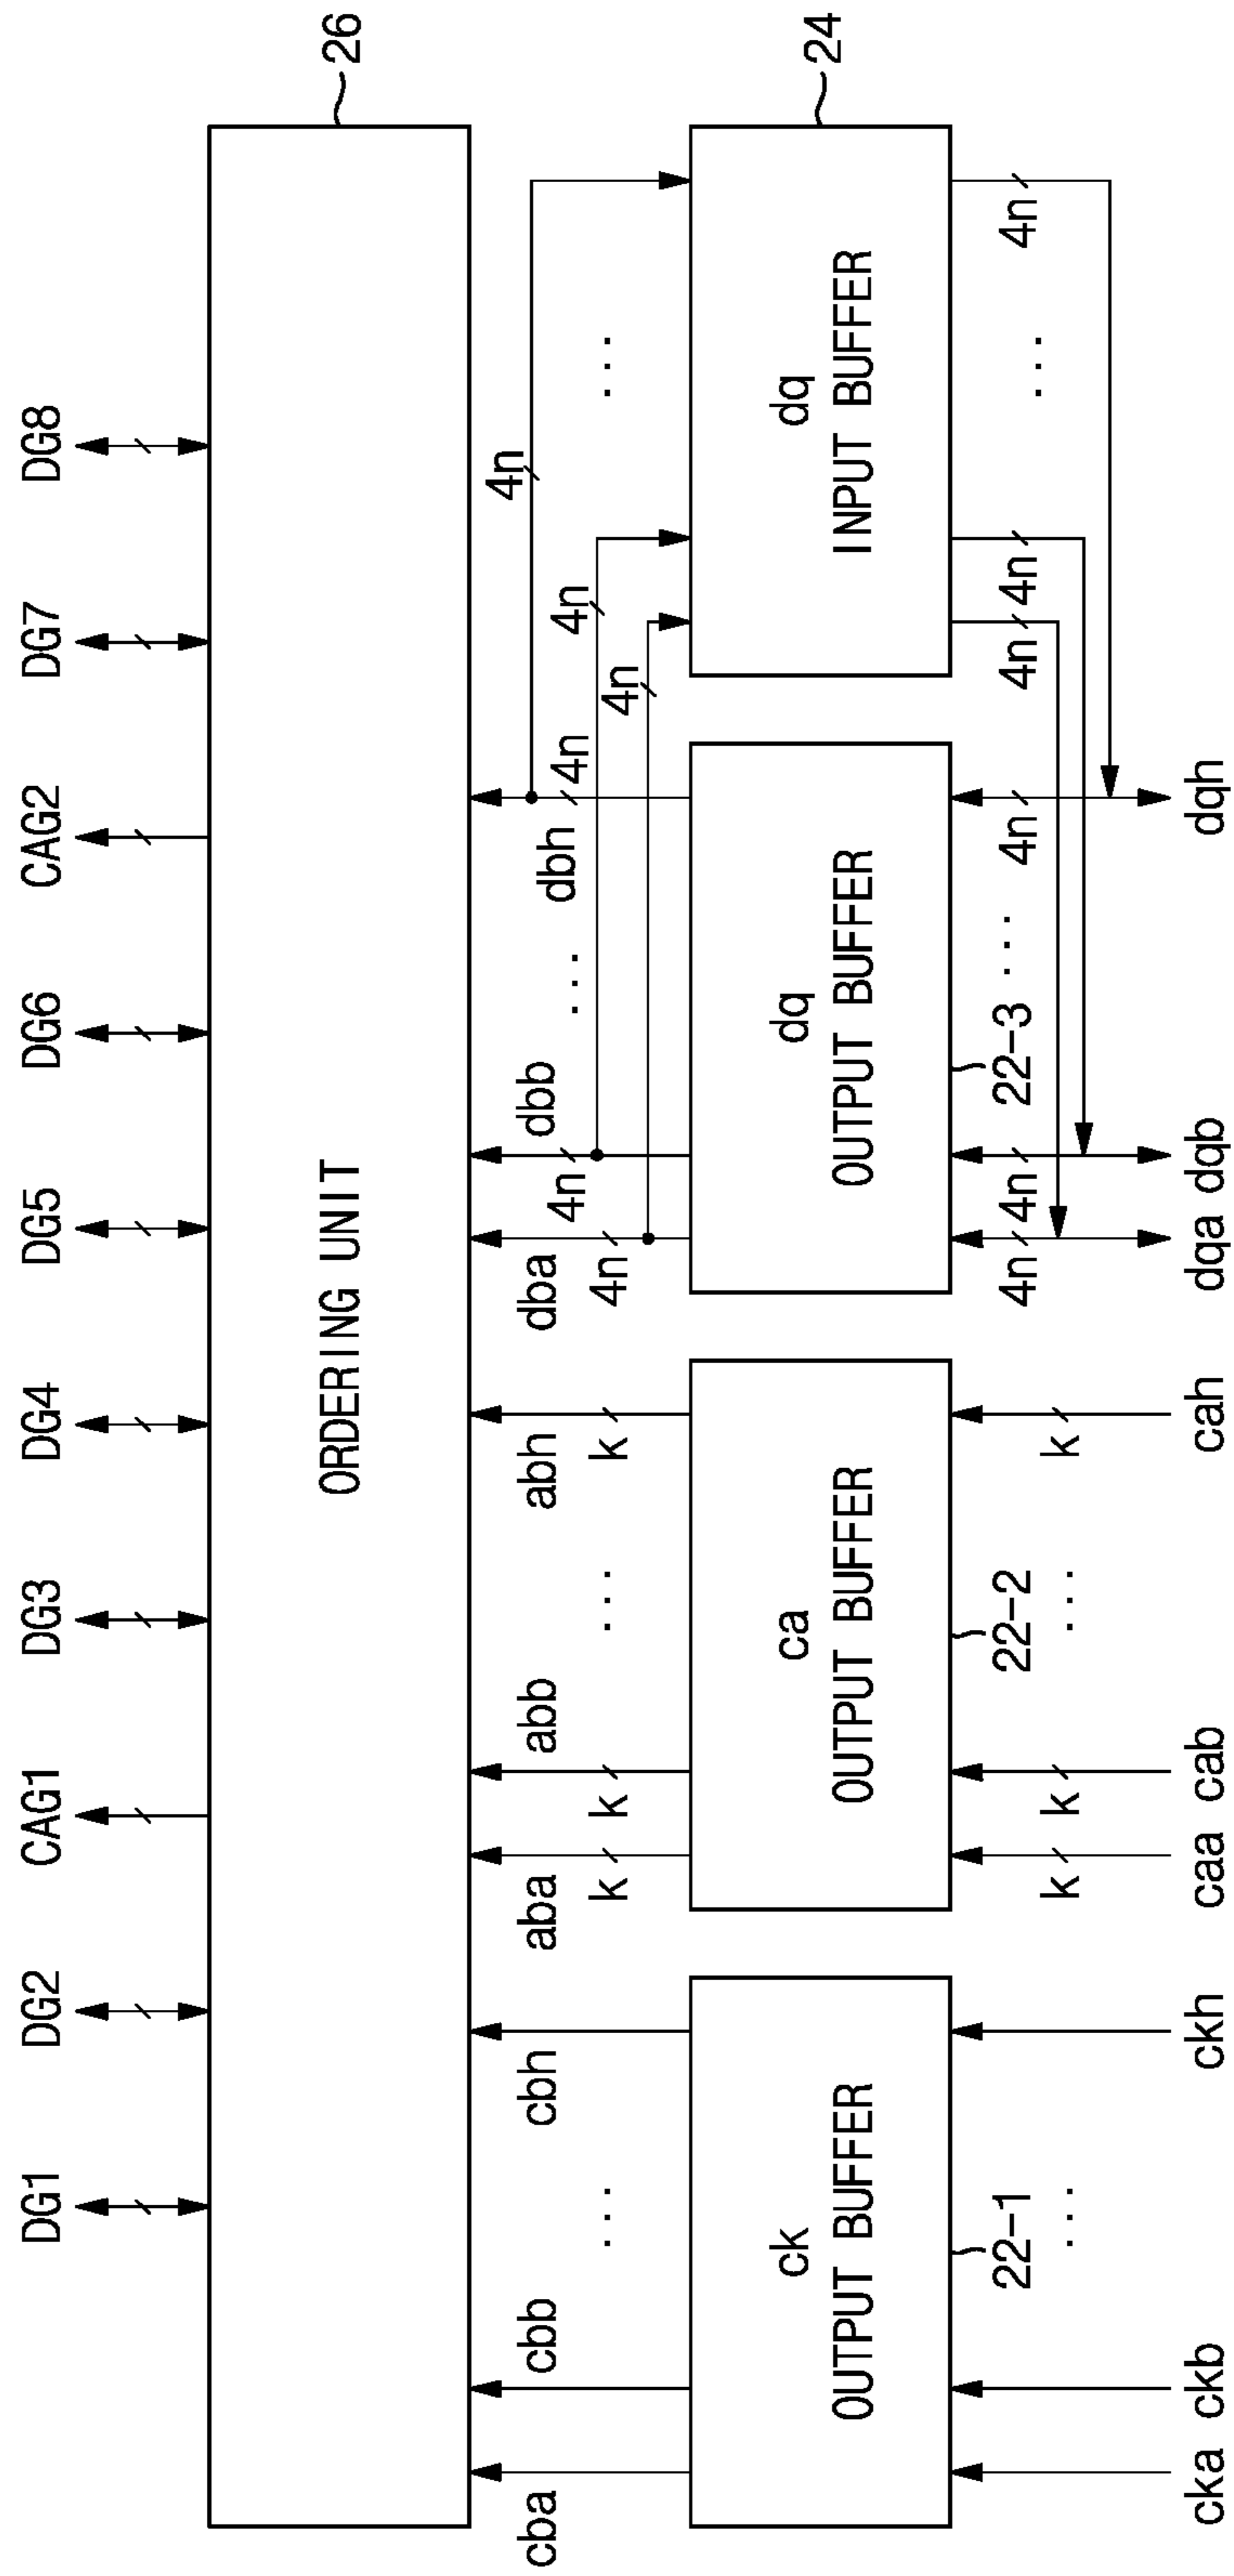 DG1 DG2 CAG1 DG3 DG4 DG5 DG6 CAG2 DG7 DG8
26
ORDERING UNIT
cba cbb cbh aba abb abh dba dbb dbh 4n
... k k ... k 4n 4n ... 4n 4n 4n ...
24
ck
OUTPUT BUFFER
ca
OUTPUT BUFFER
dq
OUTPUT BUFFER
dq
INPUT BUFFER
22-1 22-2 22-3
... k k ... k 4n 4n ... 4n 4n 4n ... 4n
cka ckb ckh caa cab cah dqa dqb dqh